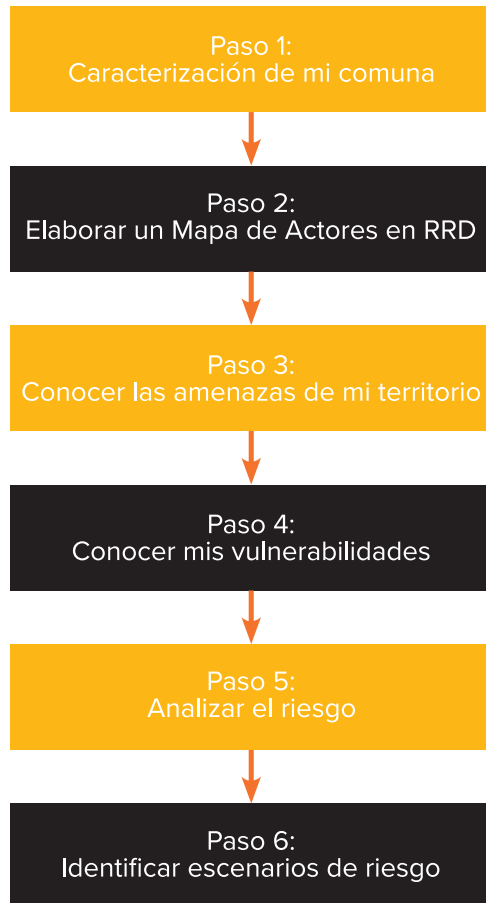 Paso 1:
Caracterización de mi comuna
Paso 2:
Elaborar un Mapa de Actores en RRD
Paso 3:
Conocer las amenazas de mi territorio
Paso 4:
Conocer mis vulnerabilidades
Paso 5:
Analizar el riesgo
Paso 6:
Identificar escenarios de riesgo